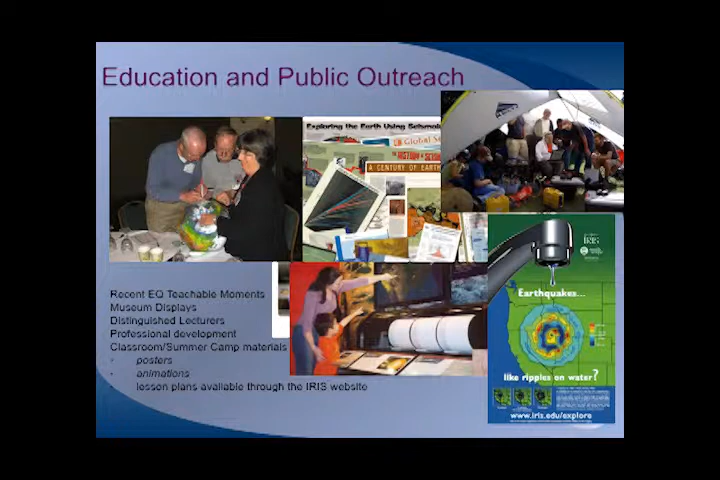 Education and Public Outreach
Exploring the Earth Using Seismol
Global S
A CENTURY OF EARTH
Recent EQ Teachable Moments
Museum Displays
Distinguished Lecturers
Professional development
Classroom/Summer Camp materials
posters
animations
lesson plans available through the IRIS website
IRIS
Earthquakes...
like ripples on water?
www.iris.edu/explore